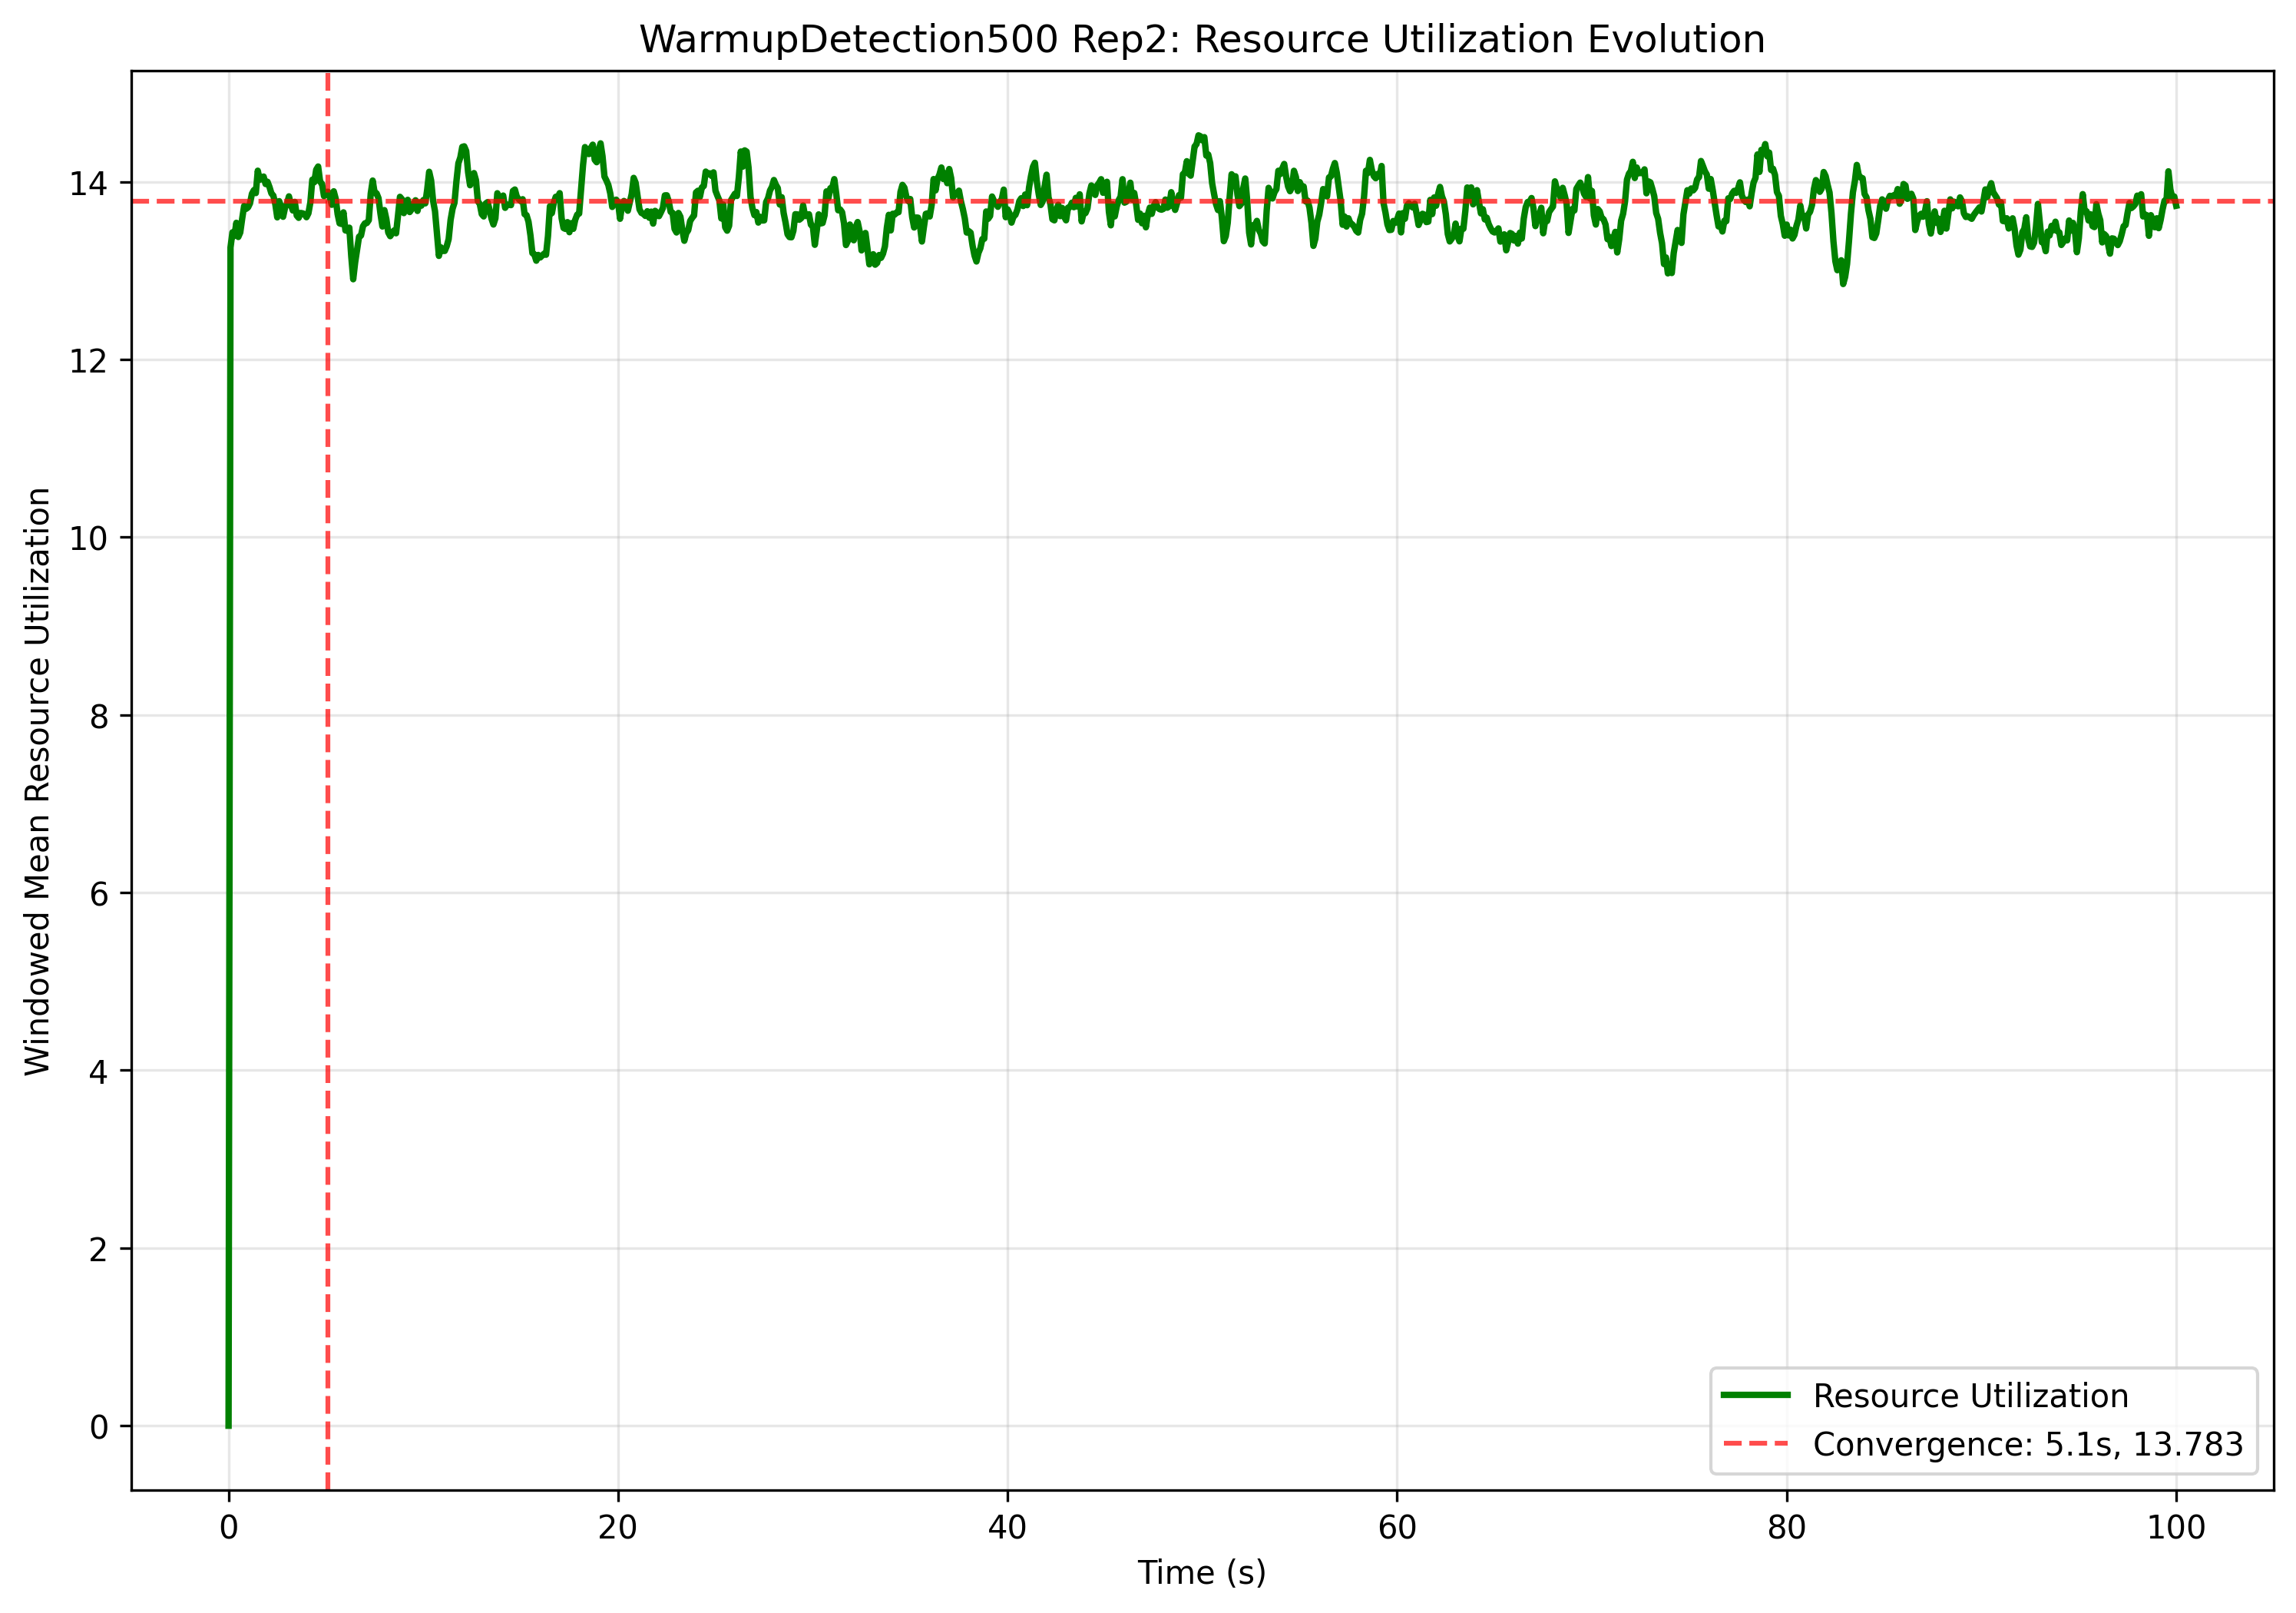 WarmupDetection500 Rep2: Resource Utilization Evolution
Windowed Mean Resource Utilization
14
12
10
8
6
4
2
0
0 20 40 60 80 100
Time (s)
Resource Utilization
Convergence: 5.1s, 13.783